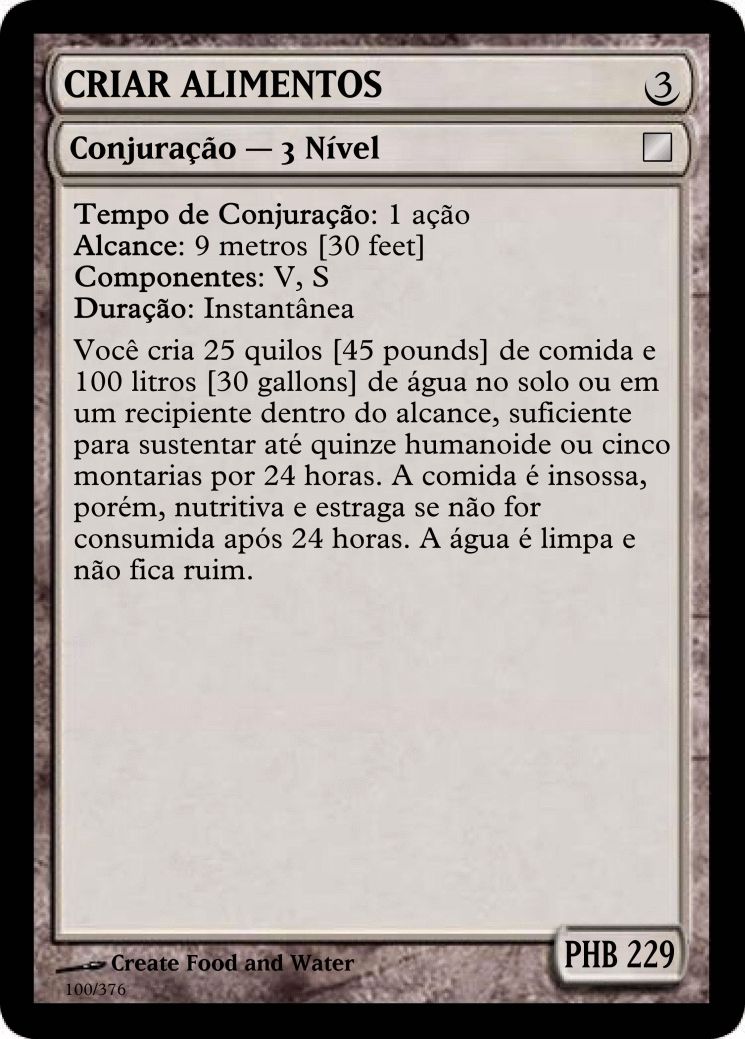 CRIAR ALIMENTOS
3
Conjuração — 3 Nível
Tempo de Conjuração: 1 ação
Alcance: 9 metros [30 feet]
Componentes: V, S
Duração: Instantânea
Você cria 25 quilos [45 pounds] de comida e
100 litros [30 gallons] de água no solo ou em
um recipiente dentro do alcance, suficiente
para sustentar até quinze humanoide ou cinco
montarias por 24 horas. A comida é insossa,
porém, nutritiva e estraga se não for
consumida após 24 horas. A água é limpa e
não fica ruim.
PHB 229
Create Food and Water
100/376